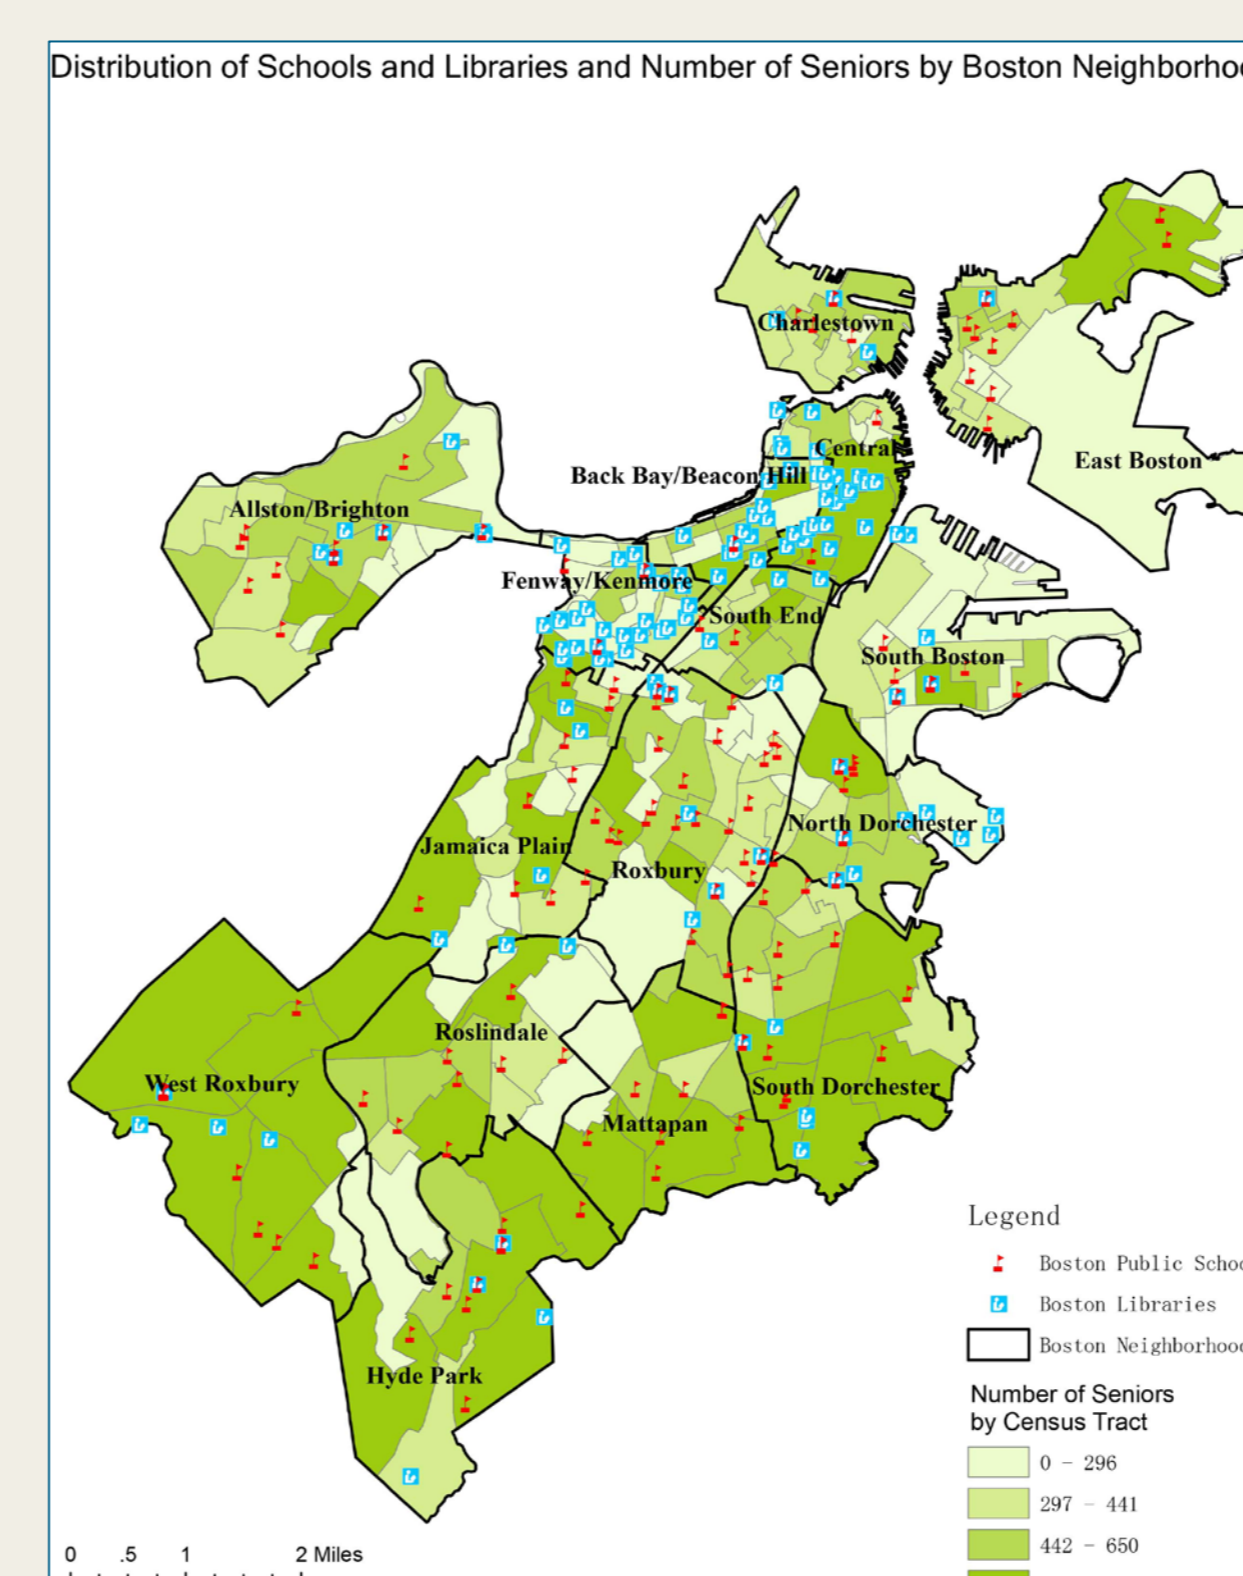 Distribution of Schools and Libraries and Number of Seniors by Boston Neighborhoo
Charlestown
Central
Back Bay/Beacon Hill
East Boston
Allston/Brighton
Fenway/Kenmore
South End
South Boston
North Dorchester
Jamaica Plain
Roxbury
Roslindale
West Roxbury
South Dorchester
Mattapan
Hyde Park
Legend
Boston Public Schoo
Boston Libraries
Boston Neighborhood
Number of Seniors
by Census Tract
0 - 296
297 - 441
442 - 650
0 .5 1 2 Miles